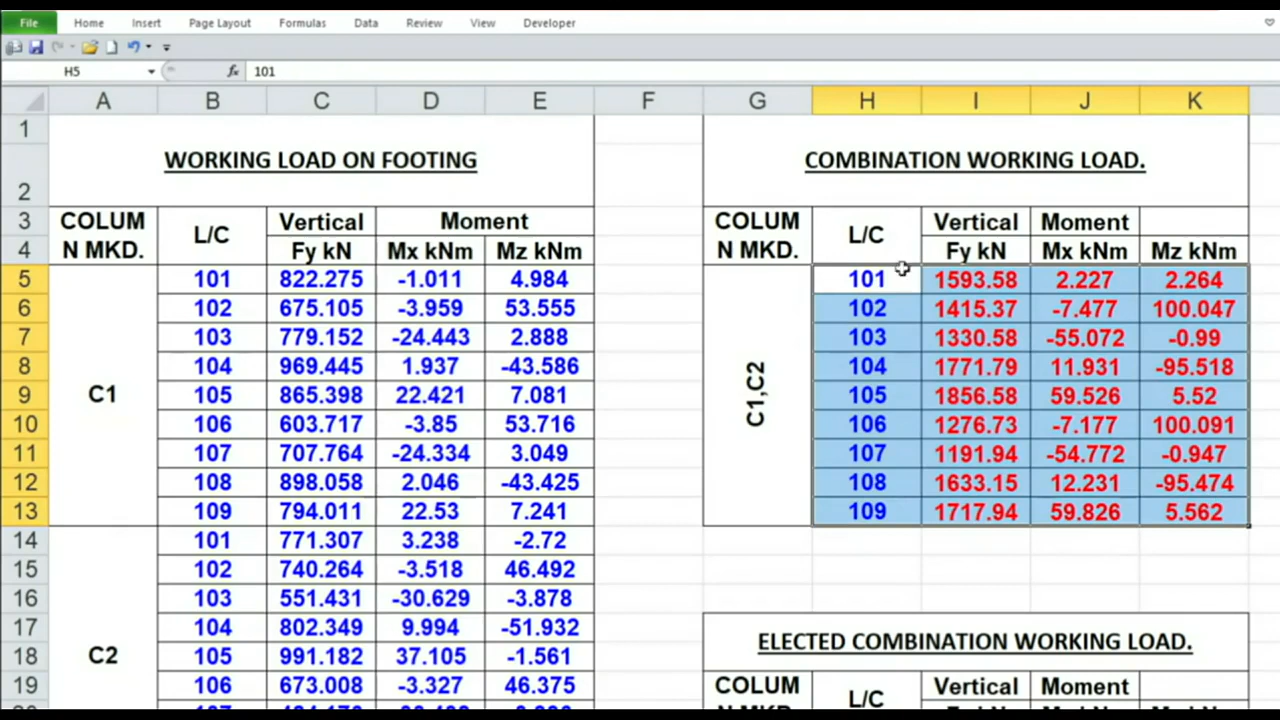 File Home Insert Page Layout Formulas Data Review View Developer
H5 fx 101
A B C D E F G H I J K
1
2 WORKING LOAD ON FOOTING COMBINATION WORKING LOAD.
3 COLUM L/C Vertical Moment COLUM L/C Vertical Moment
4 N MKD. Fy kN Mx kNm Mz kNm N MKD. Fy kN Mx kNm Mz kNm
5 101 822.275 -1.011 4.984 101 1593.58 2.227 2.264
6 102 675.105 -3.959 53.555 102 1415.37 -7.477 100.047
7 103 779.152 -24.443 2.888 103 1330.58 -55.072 -0.99
8 104 969.445 1.937 -43.586 104 1771.79 11.931 -95.518
9 C1 105 865.398 22.421 7.081 C1,C2 105 1856.58 59.526 5.52
10 106 603.717 -3.85 53.716 106 1276.73 -7.177 100.091
11 107 707.764 -24.334 3.049 107 1191.94 -54.772 -0.947
12 108 898.058 2.046 -43.425 108 1633.15 12.231 -95.474
13 109 794.011 22.53 7.241 109 1717.94 59.826 5.562
14 101 771.307 3.238 -2.72
15 102 740.264 -3.518 46.492
16 103 551.431 -30.629 -3.878
17 104 802.349 9.994 -51.932
18 C2 105 991.182 37.105 -1.561 ELECTED COMBINATION WORKING LOAD.
19 106 673.008 -3.327 46.375 COLUM L/C Vertical Moment